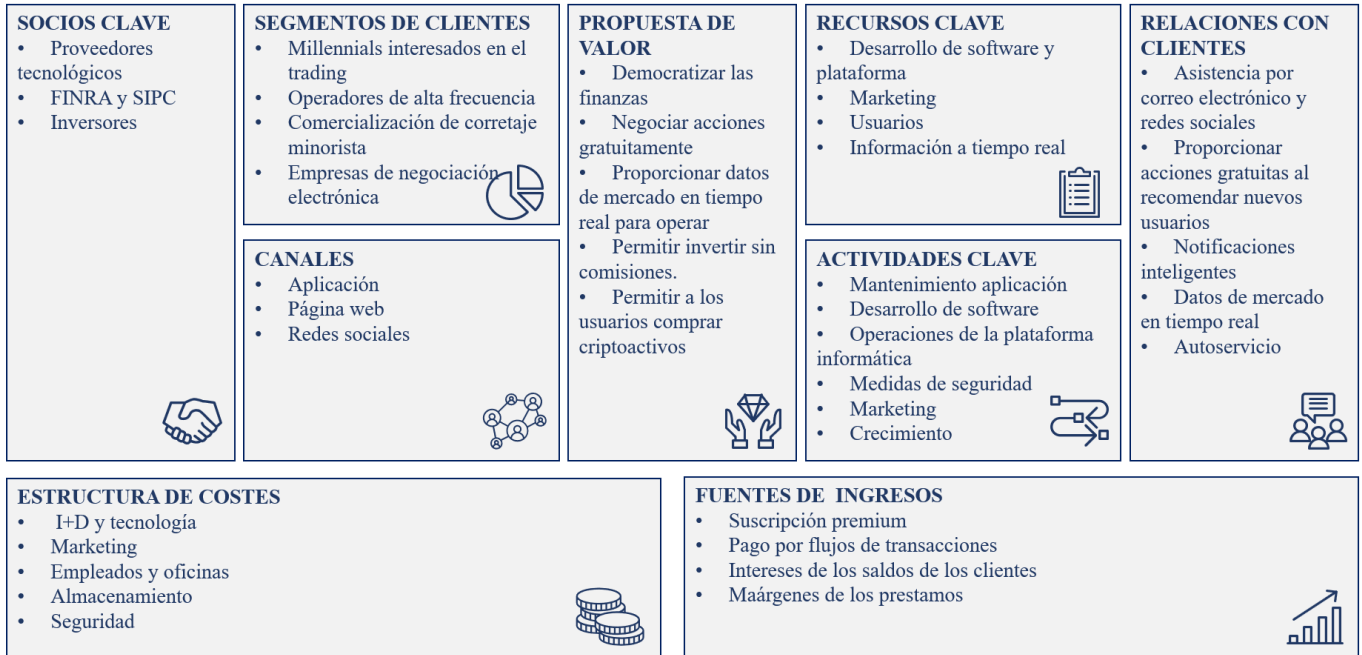 SOCIOS CLAVE
• Proveedores
tecnológicos
• FINRA y SIPC
• Inversores
SEGMENTOS DE CLIENTES
• Millennials interesados en el
trading
• Operadores de alta frecuencia
• Comercialización de corretaje
minorista
• Empresas de negociación
electrónica
CANALES
• Aplicación
• Página web
• Redes sociales
PROPUESTA DE
VALOR
• Democratizar las
finanzas
• Negociar acciones
gratuitamente
• Proporcionar datos
de mercado en tiempo
real para operar
• Permitir invertir sin
comisiones.
• Permitir a los
usuarios comprar
criptoactivos
RECURSOS CLAVE
• Desarrollo de software y
plataforma
• Marketing
• Usuarios
• Información a tiempo real
ACTIVIDADES CLAVE
• Mantenimiento aplicación
• Desarrollo de software
• Operaciones de la plataforma
informática
• Medidas de seguridad
• Marketing
• Crecimiento
RELACIONES CON
CLIENTES
• Asistencia por
correo electrónico y
redes sociales
• Proporcionar
acciones gratuitas al
recomendar nuevos
usuarios
• Notificaciones
inteligentes
• Datos de mercado
en tiempo real
• Autoservicio
ESTRUCTURA DE COSTES
• I+D y tecnología
• Marketing
• Empleados y oficinas
• Almacenamiento
• Seguridad
FUENTES DE INGRESOS
• Suscripción premium
• Pago por flujos de transacciones
• Intereses de los saldos de los clientes
• Maárgenes de los prestamos